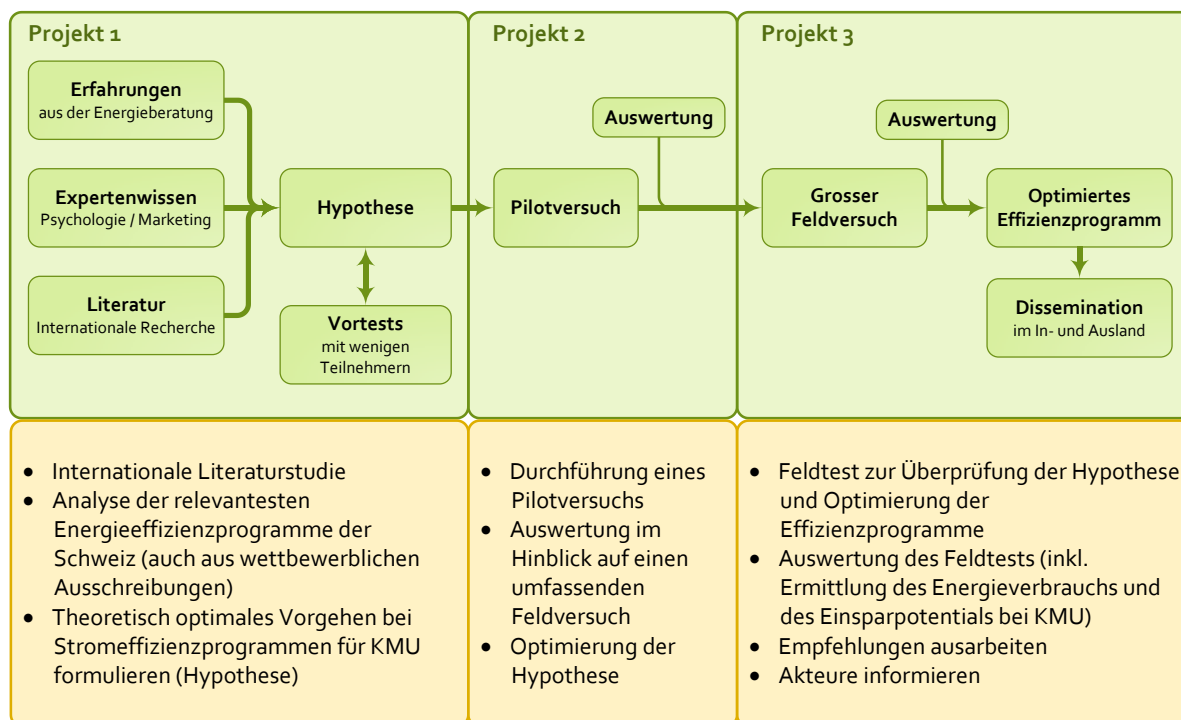 Projekt 1
Erfahrungen
aus der Energieberatung
Expertenwissen
Psychologie / Marketing
Literatur
Internationale Recherche
Hypothese
Vortests
mit wenigen
Teilnehmern
Projekt 2
Auswertung
Pilotversuch
Projekt 3
Auswertung
Grosser
Feldversuch
Optimiertes
Effizienzprogramm
Dissemination
im In- und Ausland
• Internationale Literaturstudie
• Analyse der relevantesten
Energieeffizienzprogramme der
Schweiz (auch aus wettbewerblichen
Ausschreibungen)
• Theoretisch optimales Vorgehen bei
Stromeffizienzprogrammen für KMU
formulieren (Hypothese)
• Durchführung eines
Pilotversuchs
• Auswertung im
Hinblick auf einen
umfassenden
Feldversuch
• Optimierung der
Hypothese
• Feldtest zur Überprüfung der Hypothese
und Optimierung der
Effizienzprogramme
• Auswertung des Feldtests (inkl.
Ermittlung des Energieverbrauchs und
des Einsparpotentials bei KMU)
• Empfehlungen ausarbeiten
• Akteure informieren